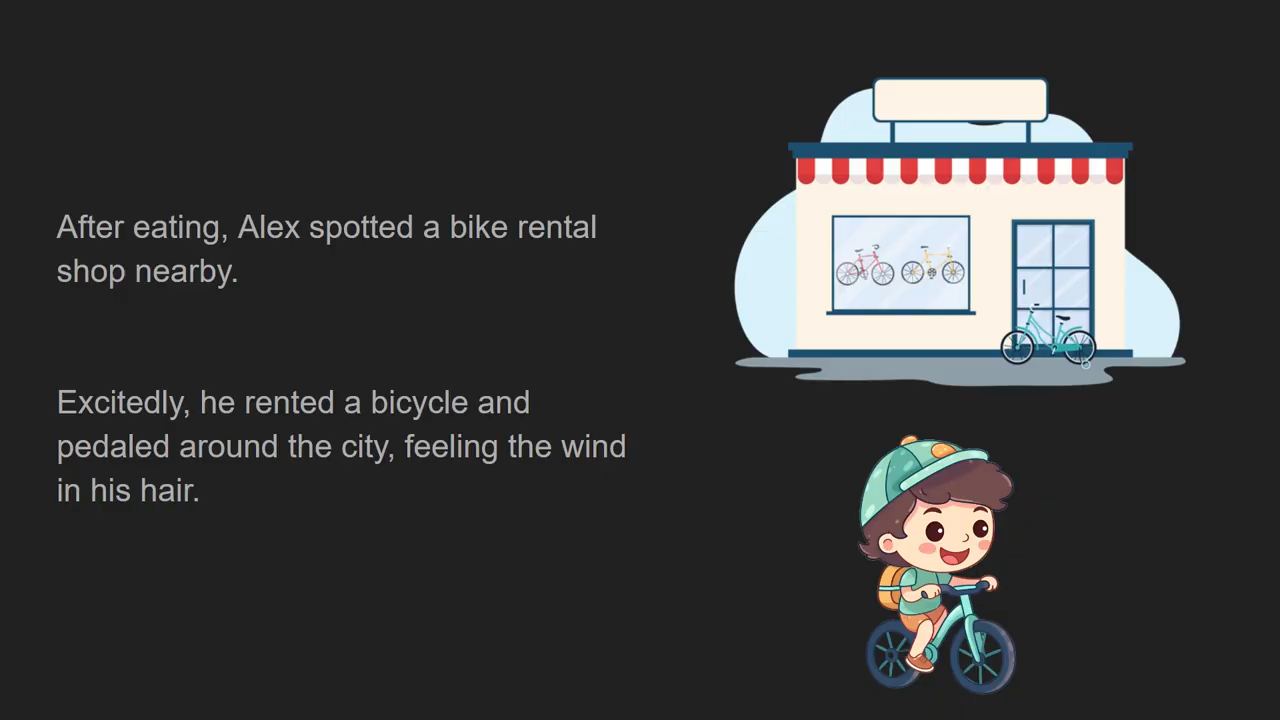 After eating, Alex spotted a bike rental
shop nearby.
Excitedly, he rented a bicycle and
pedaled around the city, feeling the wind
in his hair.